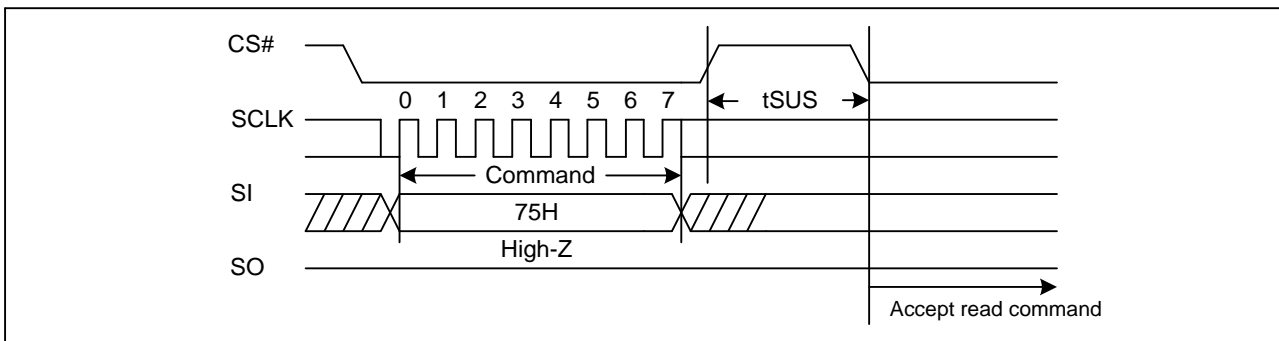 CS#
0 1 2 3 4 5 6 7
tSUS
SCLK
Command
SI
75H
High-Z
SO
Accept read command